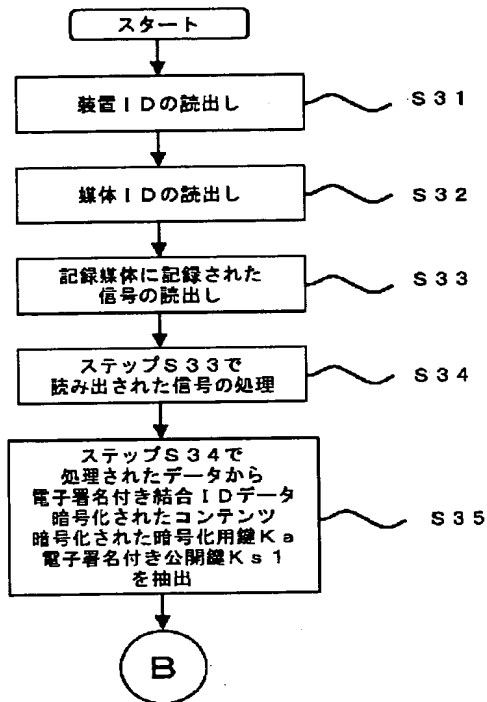 スタート
装置ＩＤの読出し
Ｓ３１
媒体ＩＤの読出し
Ｓ３２
記録媒体に記録された
信号の読出し
Ｓ３３
ステップＳ３３で
読み出された信号の処理
Ｓ３４
ステップＳ３４で
処理されたデータから
電子署名付き結合ＩＤデータ
暗号化されたコンテンツ
暗号化された暗号化用鍵Ｋａ
電子署名付き公開鍵Ｋｓ１
を抽出
Ｓ３５
Ｂ